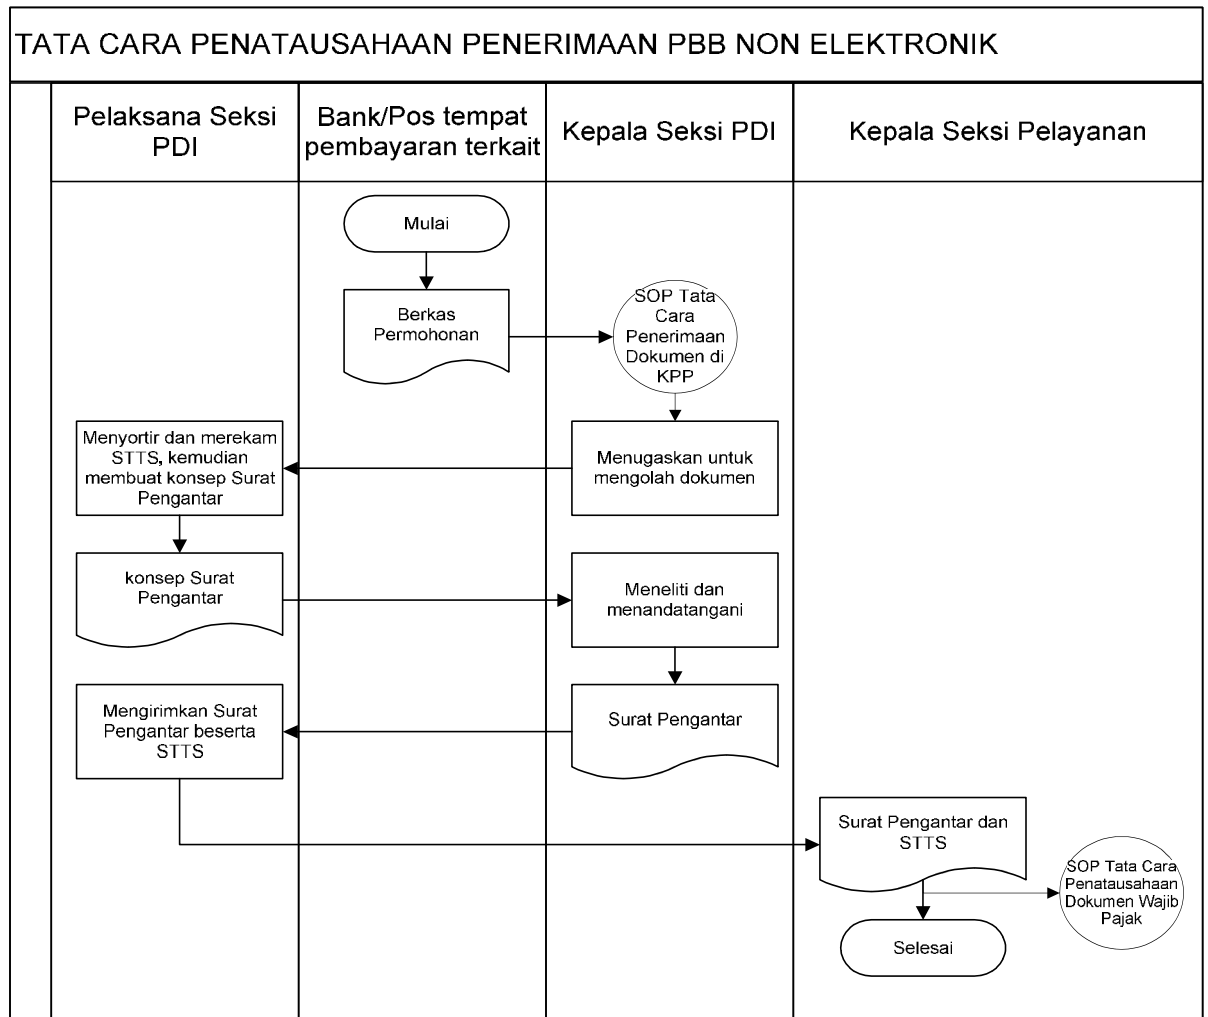 TATA CARA PENATAUSAHAAN PENERIMAAN PBB NON ELEKTRONIK
Pelaksana Seksi
PDI
Bank/Pos tempat
pembayaran terkait
Kepala Seksi PDI
Kepala Seksi Pelayanan
Mulai
Berkas
Permohonan
SOP Tata
Cara
Penerimaan
Dokumen di
KPP
Menugaskan untuk
mengolah dokumen
Menyortir dan merekam
STTS, kemudian
membuat konsep Surat
Pengantar
konsep Surat
Pengantar
Meneliti dan
menandatangani
Surat Pengantar
Mengirimkan Surat
Pengantar beserta
STTS
Surat Pengantar dan
STTS
SOP Tata Cara
Penatausahaan
Dokumen Wajib
Pajak
Selesai